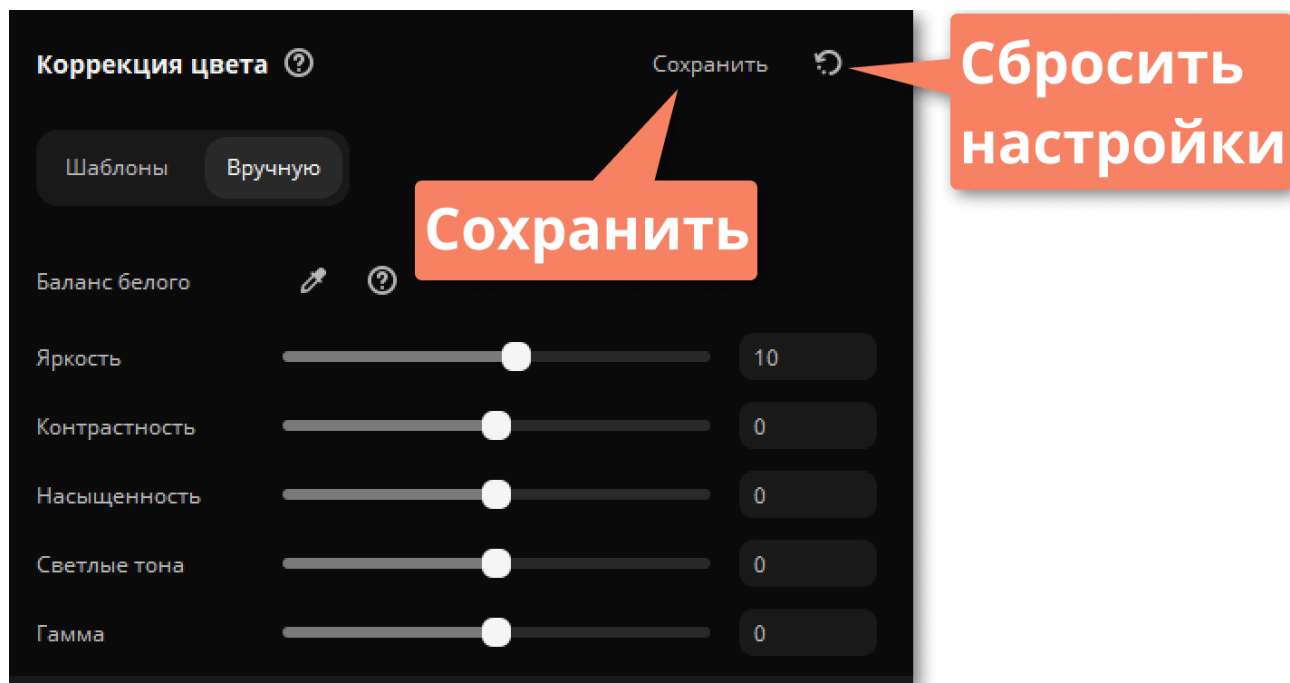 Коррекция цвета
Сохранить
Сбросить
настройки
Шаблоны
Вручную
Сохранить
Баланс белого
Яркость
10
Контрастность
0
Насыщенность
0
Светлые тона
0
Гамма
0